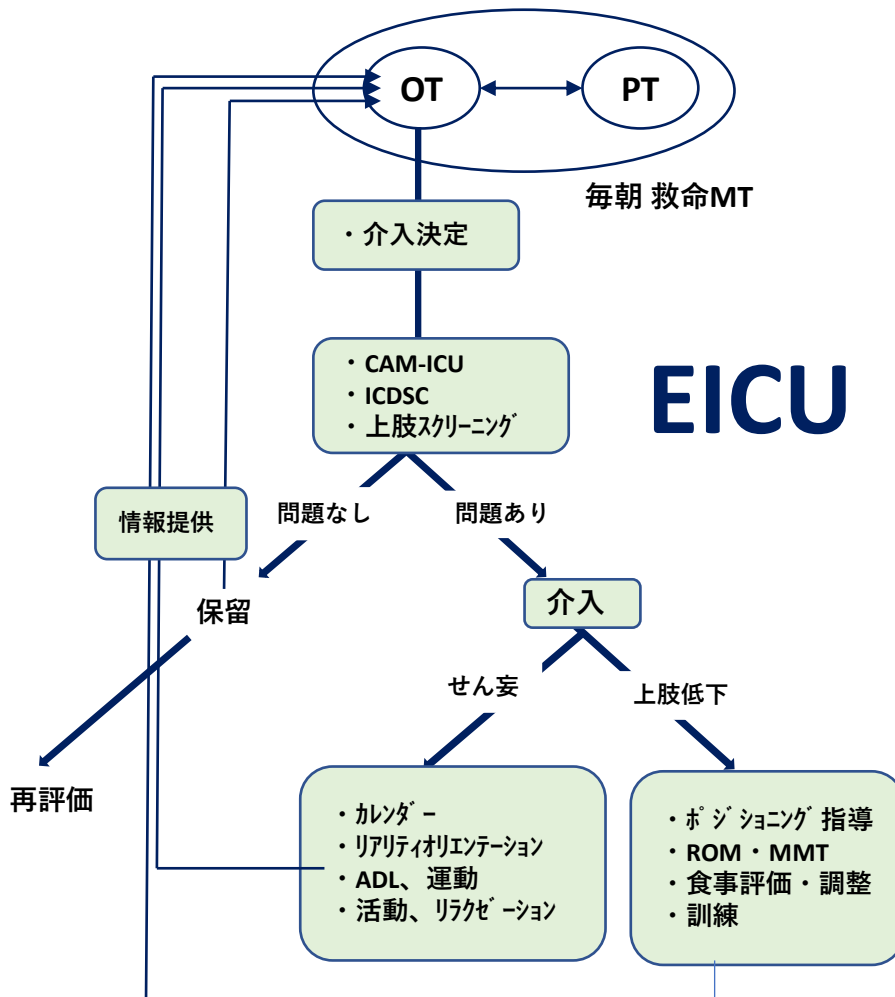 OT
PT
毎朝 救命MT
・介入決定
・CAM-ICU
・ICDSC
・上肢ｽｸﾘｰﾆﾝｸﾞ
EICU
情報提供
問題なし
問題あり
保留
介入
せん妄
上肢低下
再評価
・ｶﾚﾝﾀﾞｰ
・ﾘｱﾘﾃｨｵﾘｴﾝﾃｰｼｮﾝ
・ADL、運動
・活動、ﾘﾗｸｾﾞｰｼｮﾝ
・ﾎﾟｼﾞｼｮﾆﾝｸﾞ指導
・ROM・MMT
・食事評価・調整
・訓練